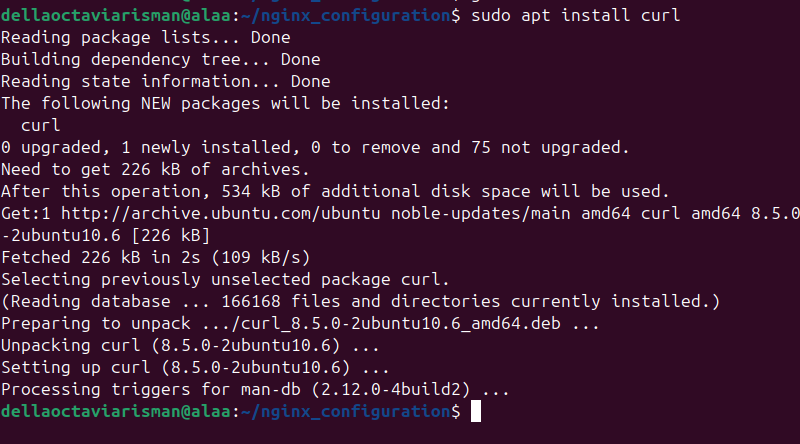 dellaoctaviarisman@alaa:~/nginx_configuration$ sudo apt install curl
Reading package lists... Done
Building dependency tree... Done
Reading state information... Done
The following NEW packages will be installed:
  curl
0 upgraded, 1 newly installed, 0 to remove and 75 not upgraded.
Need to get 226 kB of archives.
After this operation, 534 kB of additional disk space will be used.
Get:1 http://archive.ubuntu.com/ubuntu noble-updates/main amd64 curl amd64 8.5.0
-2ubuntu10.6 [226 kB]
Fetched 226 kB in 2s (109 kB/s)
Selecting previously unselected package curl.
(Reading database ... 166168 files and directories currently installed.)
Preparing to unpack .../curl_8.5.0-2ubuntu10.6_amd64.deb ...
Unpacking curl (8.5.0-2ubuntu10.6) ...
Setting up curl (8.5.0-2ubuntu10.6) ...
Processing triggers for man-db (2.12.0-4build2) ...
dellaoctaviarisman@alaa:~/nginx_configuration$